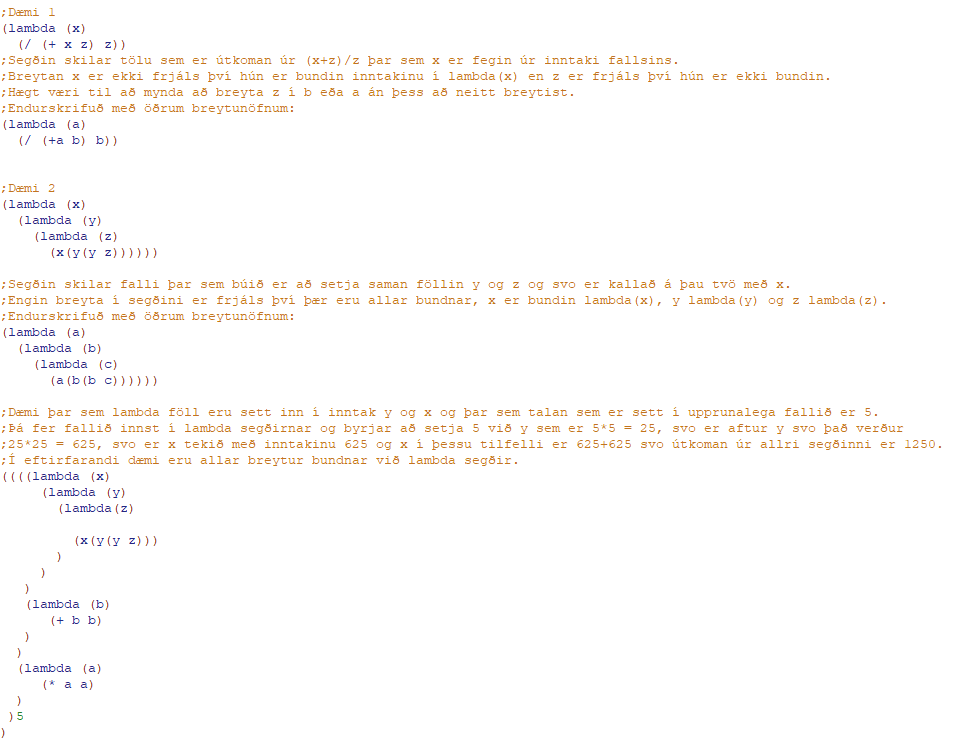 ;Dæmi 1
(lambda (x)
  (/ (+ x z) z))
;Segðin skilar tölu sem er útkoman úr (x+z)/z þar sem x er fegin úr inntaki fallsins.
;Breytan x er ekki frjáls því hún er bundin inntakinu í lambda(x) en z er frjáls því hún er ekki bundin.
;Hægt væri til að mynda að breyta z í b eða a án þess að neitt breytist.
;Endurskrifuð með öðrum breytunöfnum:
(lambda (a)
  (/ (+a b) b))
;Dæmi 2
(lambda (x)
  (lambda (y)
    (lambda (z)
      (x(y(y z))))))
;Segðin skilar falli þar sem búið er að setja saman föllin y og z og svo er kallað á þau tvö með x.
;Engin breyta í segðini er frjáls því þær eru allar bundnar, x er bundin lambda(x), y lambda(y) og z lambda(z).
;Endurskrifuð með öðrum breytunöfnum:
(lambda (a)
  (lambda (b)
    (lambda (c)
      (a(b(b c))))))
;Dæmi þar sem lambda föll eru sett inn í inntak y og x og þar sem talan sem er sett í upprunalega fallið er 5.
;Þá fer fallið innst í lambda segðirnar og byrjar að setja 5 við y sem er 5*5 = 25, svo er aftur y svo það verður
;25*25 = 625, svo er x tekið með inntakinu 625 og x í þessu tilfelli er 625+625 svo útkoman úr allri segðinni er 1250.
;Í eftirfarandi dæmi eru allar breytur bundnar við lambda segðir.
((((lambda (x)
     (lambda (y)
       (lambda(z)
         (x(y(y z)))
       )
     )
   )
   (lambda (b)
      (+ b b)
   )
  )
  (lambda (a)
     (* a a)
  )
 )5
)